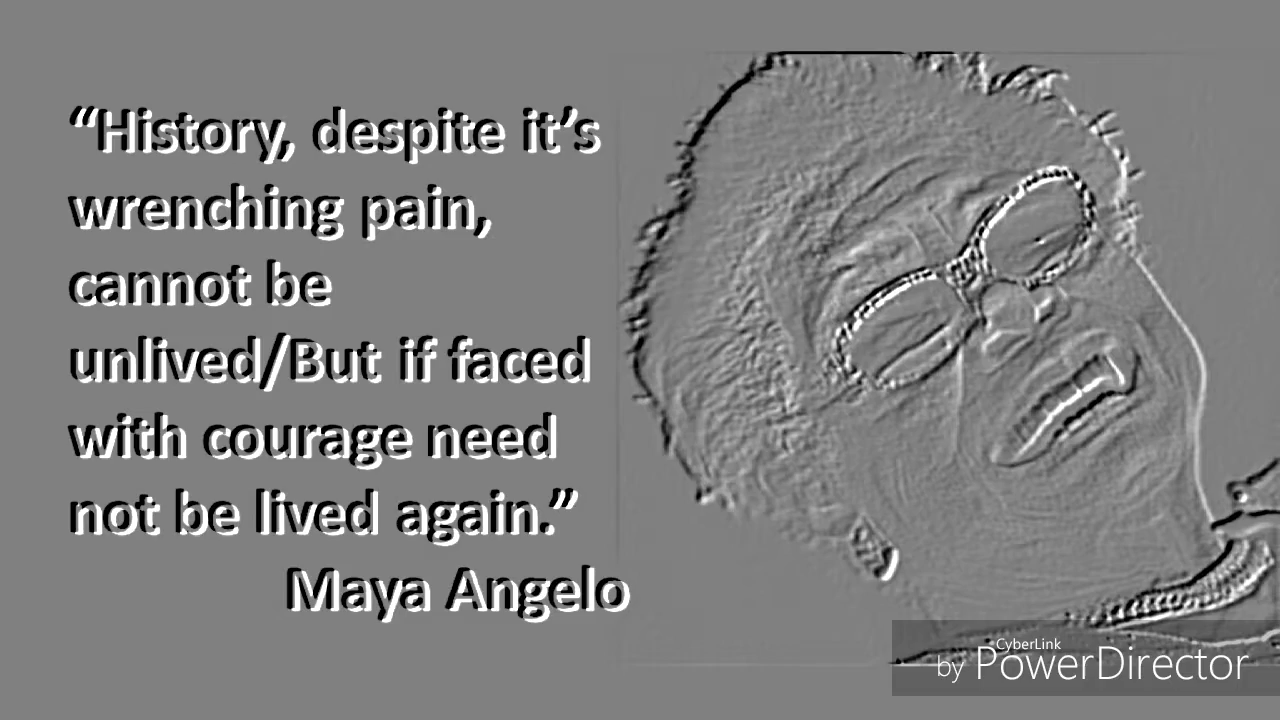 “History, despite it’s
wrenching pain,
cannot be
unlived/But if faced
with courage need
not be lived again.”
Maya Angelo
CyberLink
by PowerDirector